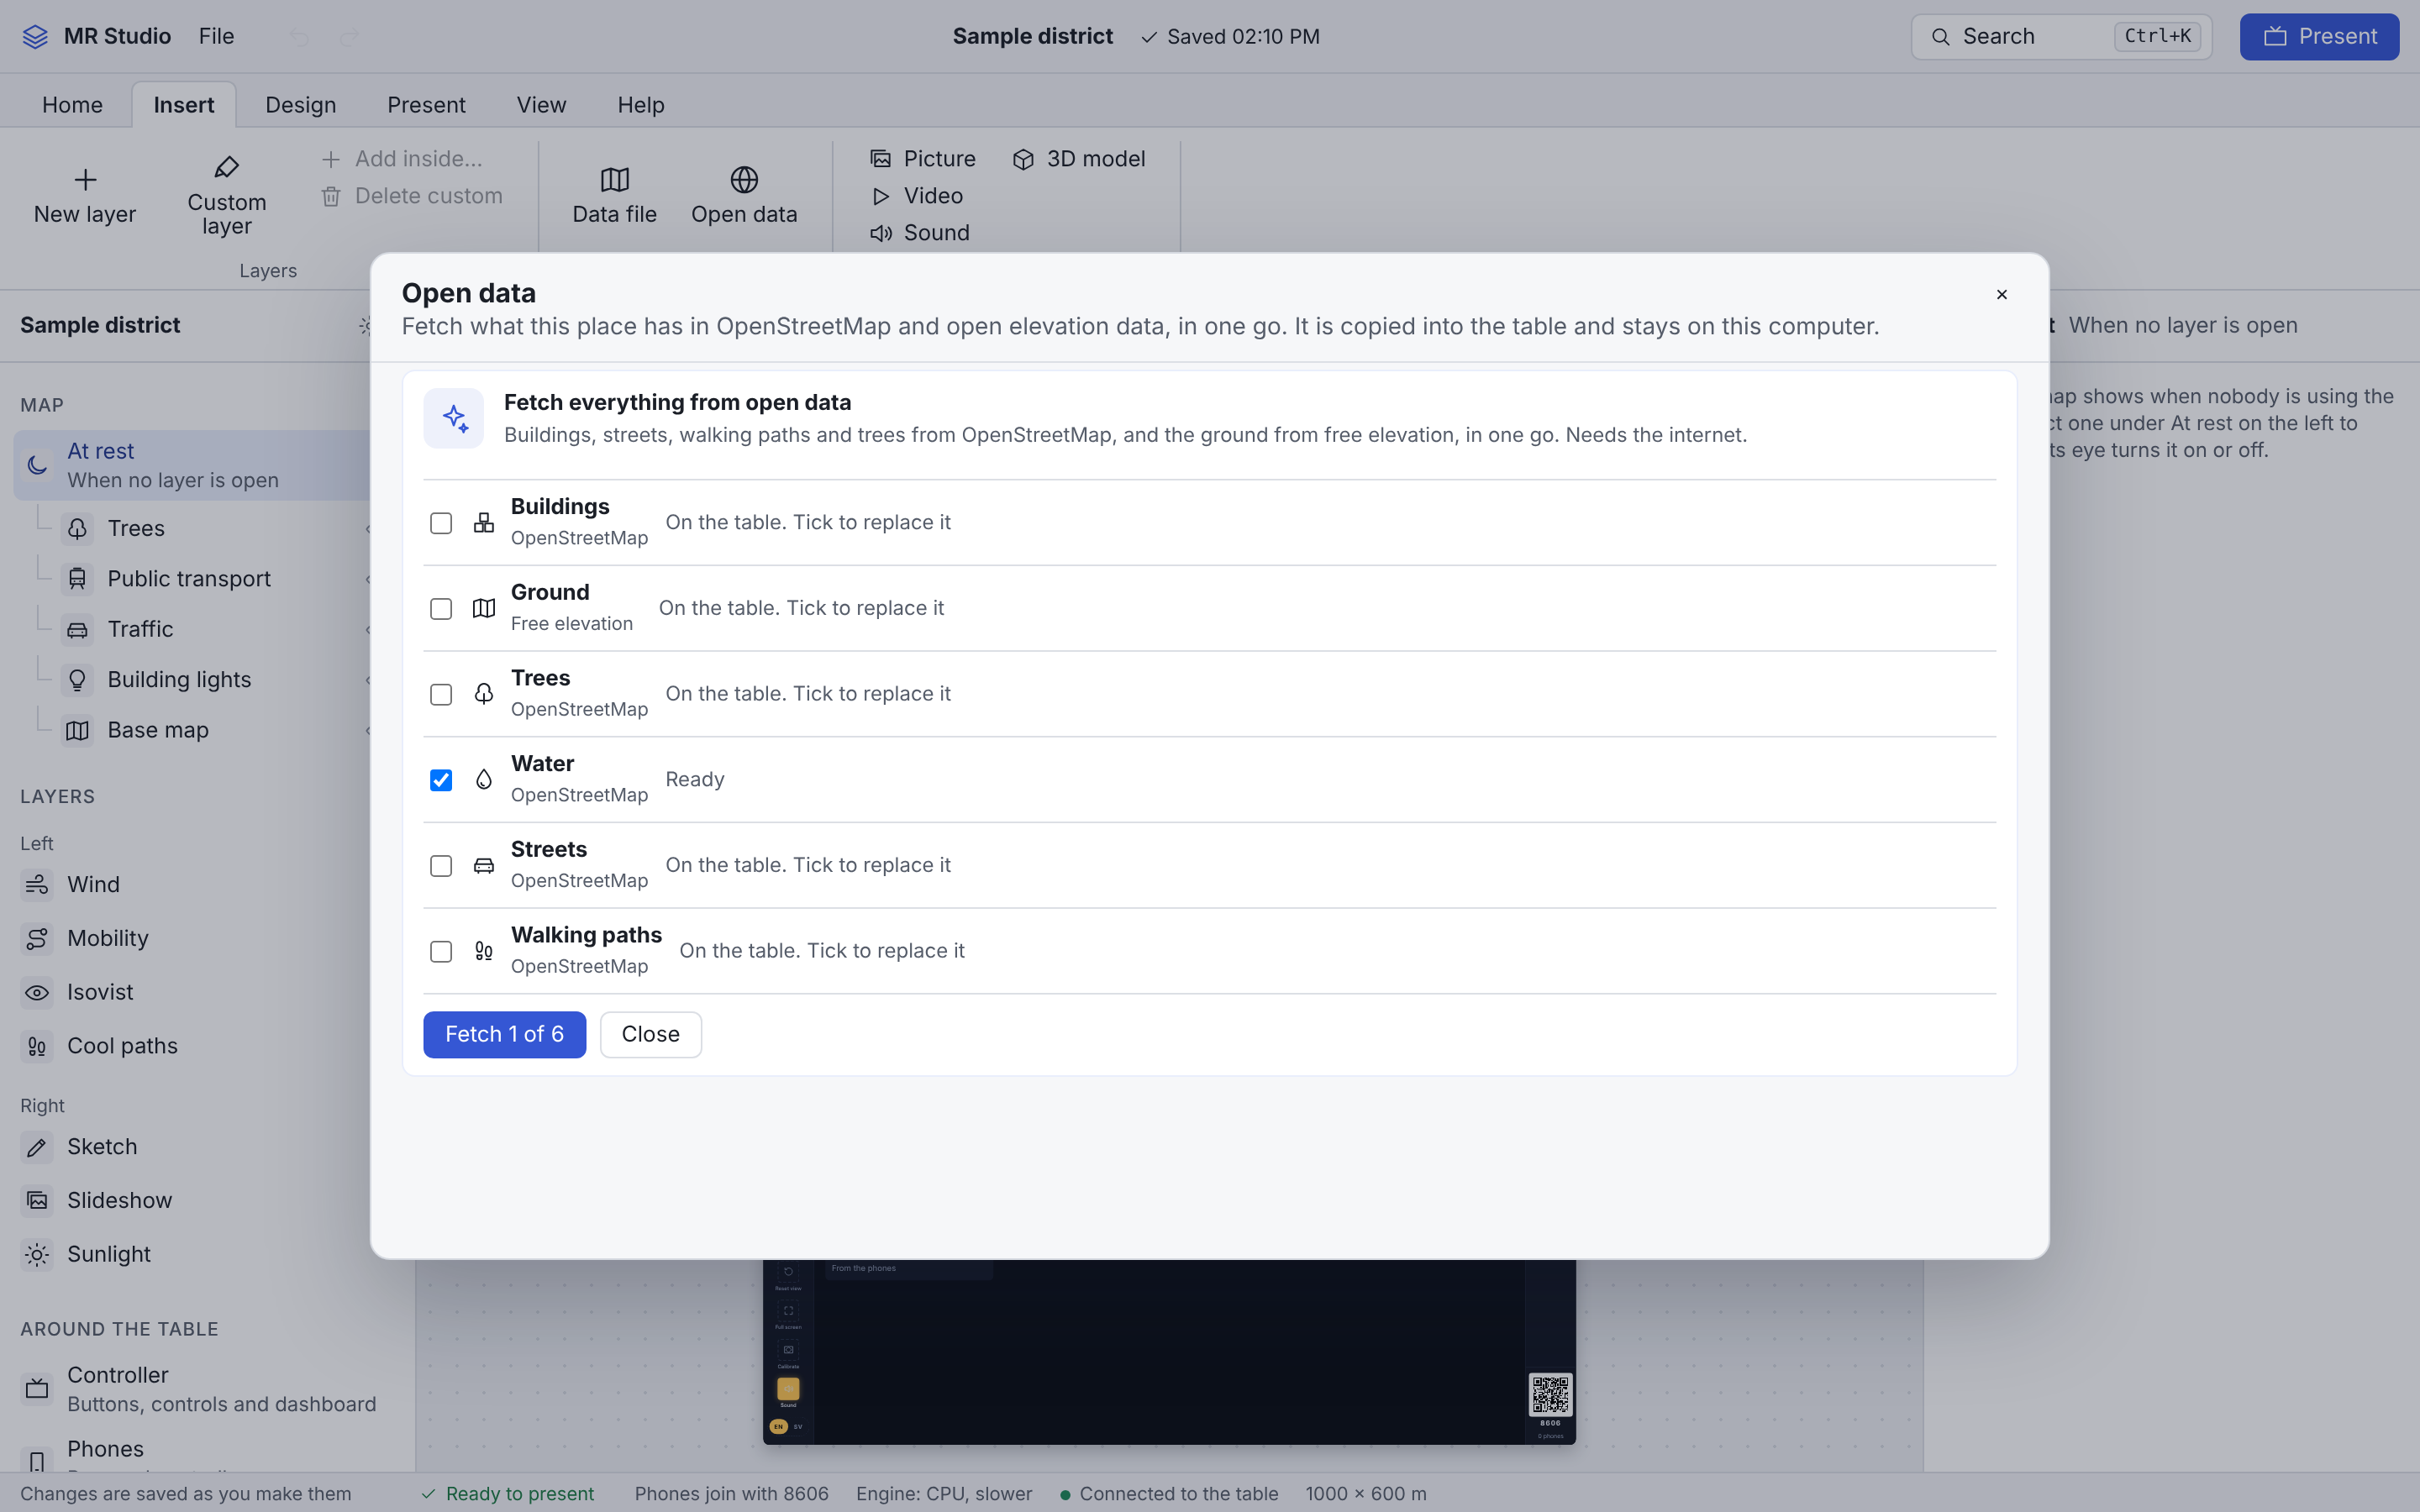 MR Studio File
Sample district Saved 02:10 PM
Search Ctrl+K
Present
Home Insert Design Present View Help
New layer
Custom layer
Add inside...
Delete custom
Layers
Data file
Open data
Picture
3D model
Video
Sound
Sample district
MAP
At rest
When no layer is open
Trees
Public transport
Traffic
Building lights
Base map
LAYERS
Left
Wind
Mobility
Isovist
Cool paths
Right
Sketch
Slideshow
Sunlight
AROUND THE TABLE
Controller
Buttons, controls and dashboard
Phones
Open data
Fetch what this place has in OpenStreetMap and open elevation data, in one go. It is copied into the table and stays on this computer.
Fetch everything from open data
Buildings, streets, walking paths and trees from OpenStreetMap, and the ground from free elevation, in one go. Needs the internet.
Buildings
OpenStreetMap
On the table. Tick to replace it
Ground
Free elevation
On the table. Tick to replace it
Trees
OpenStreetMap
On the table. Tick to replace it
Water
OpenStreetMap
Ready
Streets
OpenStreetMap
On the table. Tick to replace it
Walking paths
OpenStreetMap
On the table. Tick to replace it
Fetch 1 of 6
Close
When no layer is open
shows when nobody is using the
one under At rest on the left to
eye turns it on or off.
From the phones
Reset view
Full screen
Calibrate
Sound
EN SV
8606
0 phones
Changes are saved as you make them
Ready to present
Phones join with 8606
Engine: CPU, slower
Connected to the table
1000 × 600 m